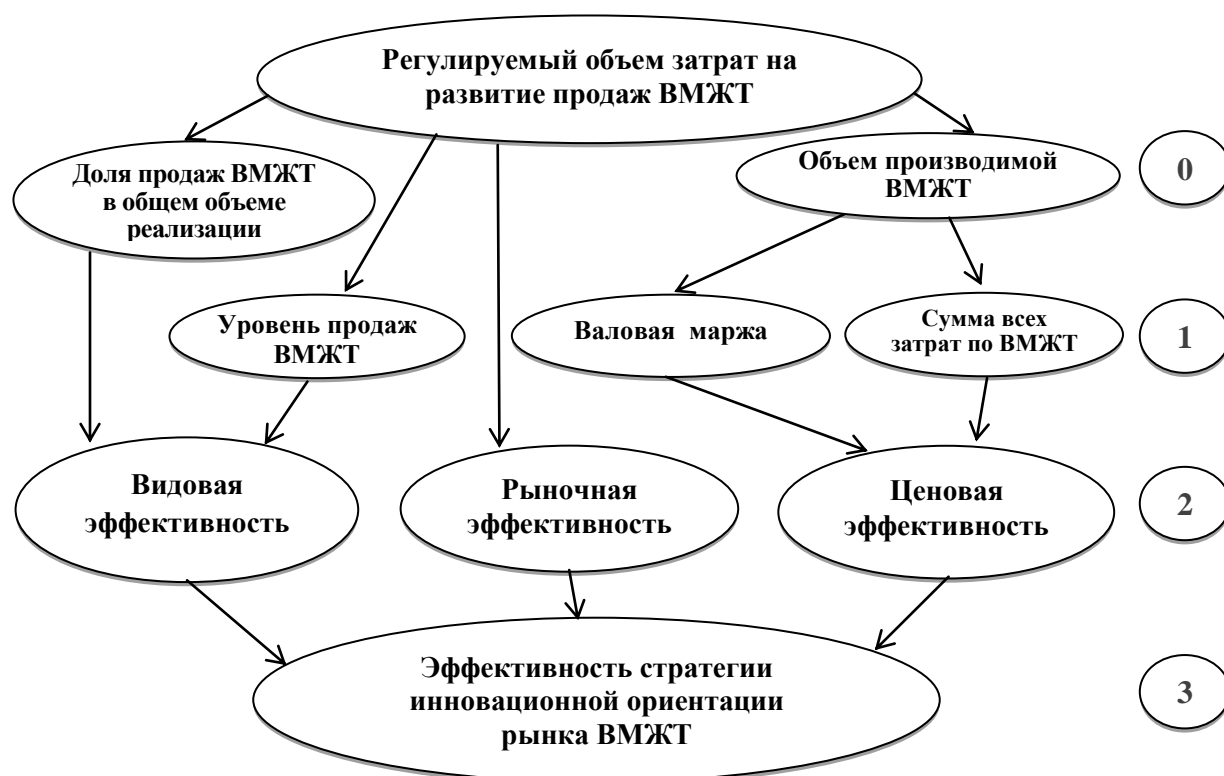 Регулируемый объем затрат на
развитие продаж ВМЖТ
Доля продаж ВМЖТ
в общем объеме
реализации
Объем производимой
ВМЖТ
0
Уровень продаж
ВМЖТ
Валовая маржа
Сумма всех
затрат по ВМЖТ
1
Видовая
эффективность
Рыночная
эффективность
Ценовая
эффективность
2
Эффективность стратегии
инновационной ориентации
рынка ВМЖТ
3